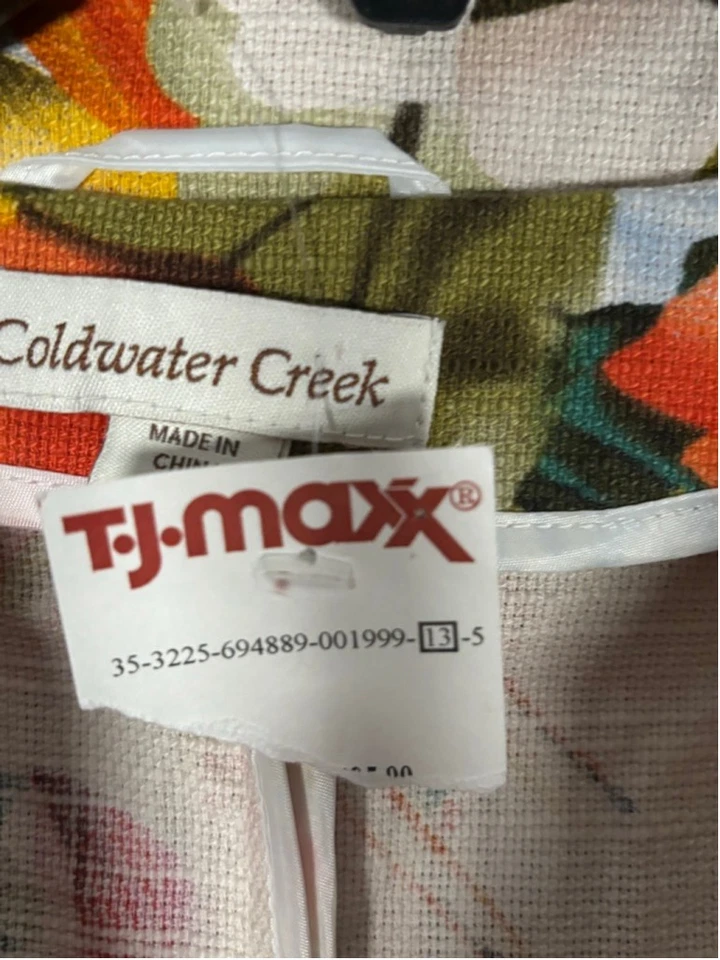 Coldwater Creek
MADE IN
T·J·maxx®
35-3225-694889-001999-13-5